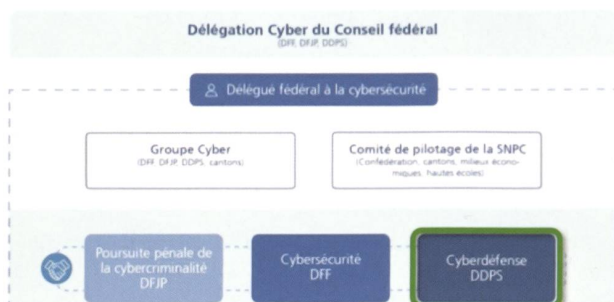 Délégation Cyber du Conseil fédéral
(DFF, DFJP, DDPS)
Délégué fédéral à la cybersécurité
Groupe Cyber
(DFF, DFJP, DDPS, cantons)
Comité de pilotage de la SNPC
(Confédération, cantons, milieux écono-
miques, hautes écoles)
Poursuite pénale de
la cybercriminalité
DFJP
Cybersécurité
DFF
Cyberdéfense
DDPS